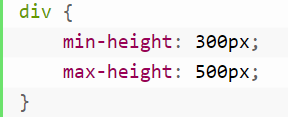 div {
    min-height: 300px;
    max-height: 500px;
}